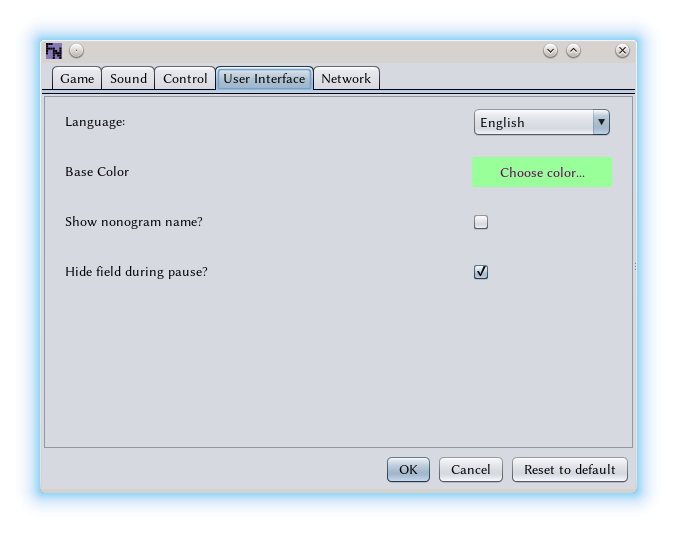 FN
Game Sound Control User Interface Network
Language: English
Base Color Choose color...
Show nonogram name?
Hide field during pause?
OK Cancel Reset to default